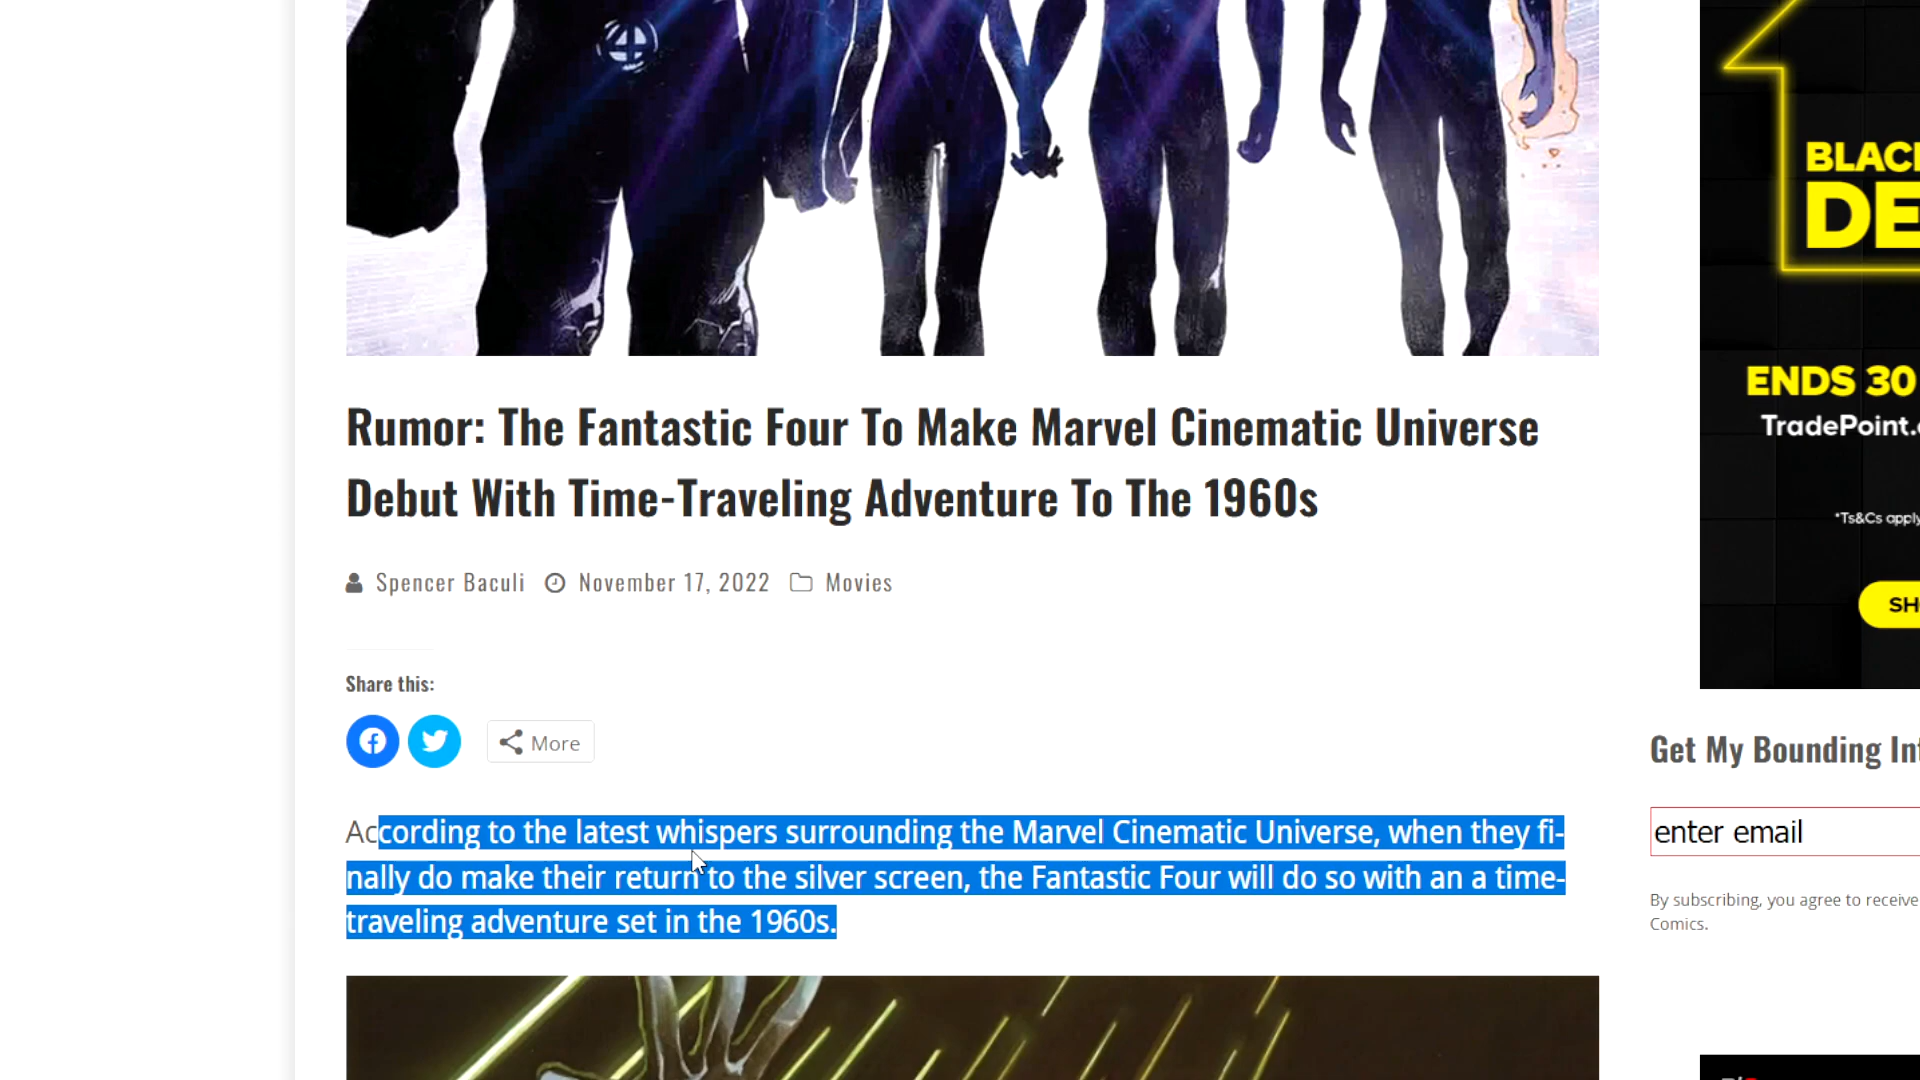 Rumor: The Fantastic Four To Make Marvel Cinematic Universe
Debut With Time-Traveling Adventure To The 1960s
Spencer Baculi November 17, 2022 Movies
Share this:
More
According to the latest whispers surrounding the Marvel Cinematic Universe, when they fi-
nally do make their return to the silver screen, the Fantastic Four will do so with an a time-
traveling adventure set in the 1960s.
ENDS 30
TradePoint.
*Ts&Cs apply
Get My Bounding
enter email
By subscribing, you agree to receive
Comics.